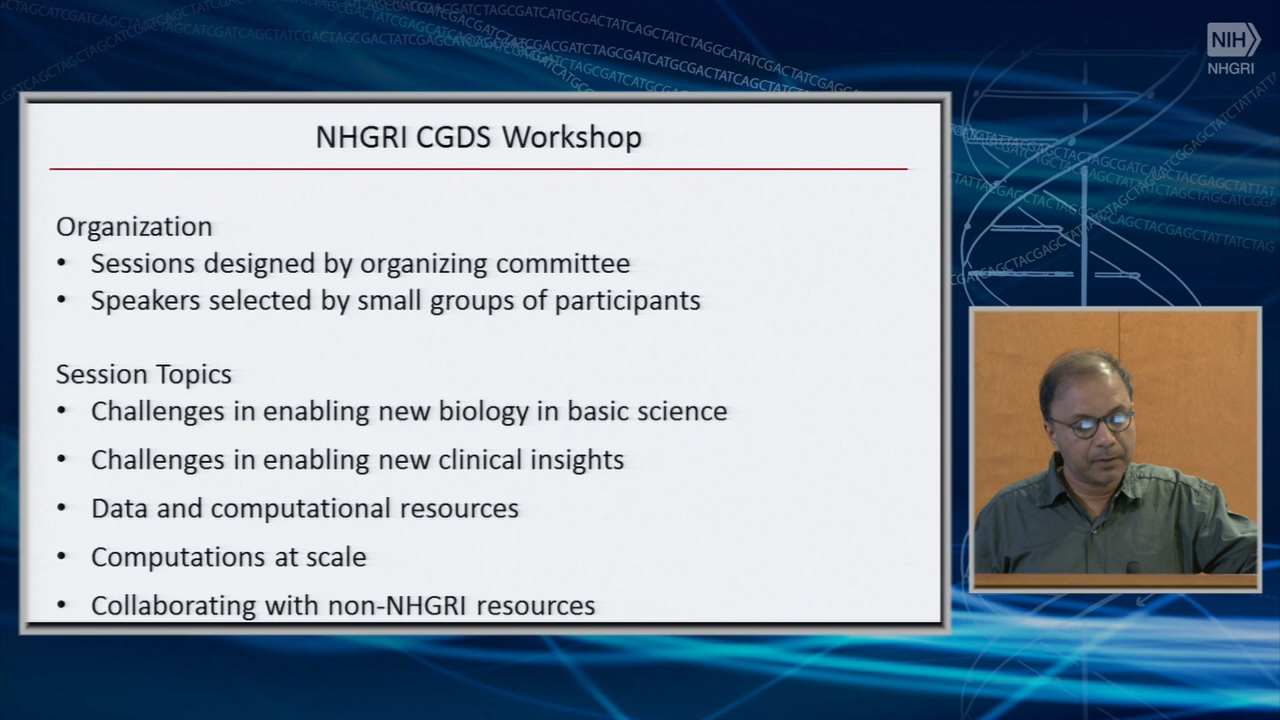 NIH
NHGRI
NHGRI CGDS Workshop
Organization
• Sessions designed by organizing committee
• Speakers selected by small groups of participants
Session Topics
• Challenges in enabling new biology in basic science
• Challenges in enabling new clinical insights
• Data and computational resources
• Computations at scale
• Collaborating with non-NHGRI resources